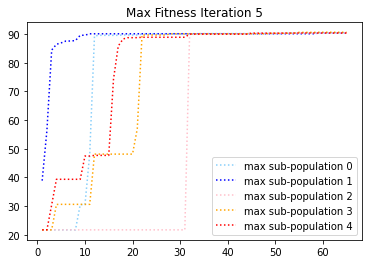 Max Fitness Iteration 5
90
80
70
60
50
40
30
20
0
10
20
30
40
50
60
max sub-population 0
max sub-population 1
max sub-population 2
max sub-population 3
max sub-population 4